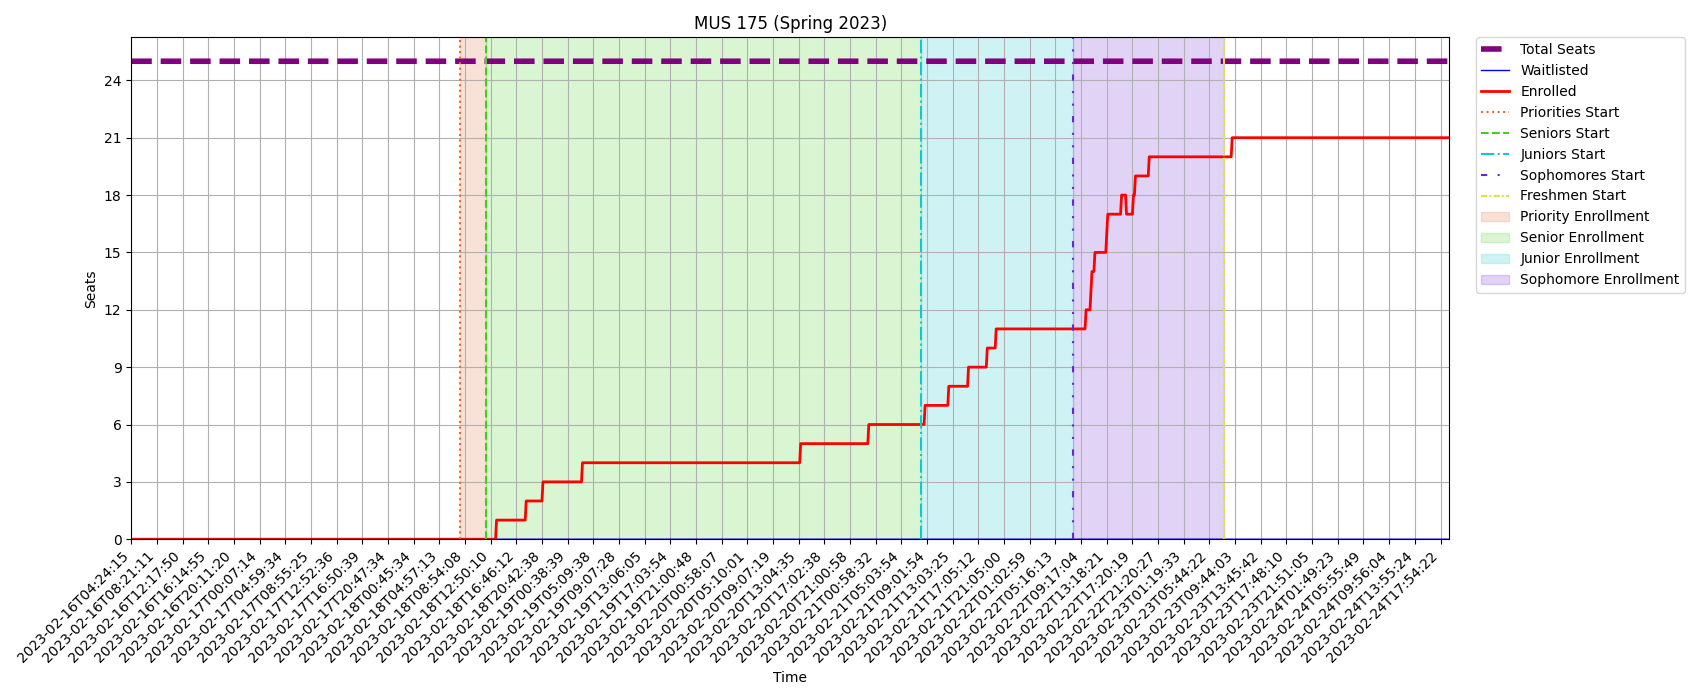 MUS 175 (Spring 2023)
Total Seats
Waitlisted
Enrolled
Priorities Start
Seniors Start
Juniors Start
Sophomores Start
Freshmen Start
Priority Enrollment
Senior Enrollment
Junior Enrollment
Sophomore Enrollment
Seats
24
21
18
15
12
9
6
3
0
2023-02-16T04:24:15
2023-02-16T08:21:11
2023-02-16T12:17:50
2023-02-16T16:14:55
2023-02-16T20:11:20
2023-02-17T00:07:14
2023-02-17T04:59:34
2023-02-17T08:55:25
2023-02-17T12:52:36
2023-02-17T16:50:39
2023-02-17T20:47:34
2023-02-18T00:45:34
2023-02-18T04:57:13
2023-02-18T08:54:08
2023-02-18T12:50:10
2023-02-18T16:46:12
2023-02-18T20:42:38
2023-02-19T00:38:39
2023-02-19T05:09:38
2023-02-19T09:07:28
2023-02-19T13:06:05
2023-02-19T17:03:54
2023-02-19T21:00:48
2023-02-20T00:58:07
2023-02-20T05:10:01
2023-02-20T09:07:19
2023-02-20T13:04:35
2023-02-20T17:02:38
2023-02-20T21:00:58
2023-02-21T00:58:32
2023-02-21T05:03:54
2023-02-21T09:01:54
2023-02-21T13:03:25
2023-02-21T17:05:12
2023-02-21T21:05:00
2023-02-22T01:02:59
2023-02-22T05:16:13
2023-02-22T09:17:04
2023-02-22T13:18:21
2023-02-22T17:20:19
2023-02-22T21:20:27
2023-02-23T01:19:33
2023-02-23T05:44:22
2023-02-23T09:44:03
2023-02-23T13:45:42
2023-02-23T17:48:10
2023-02-23T21:51:05
2023-02-24T01:49:23
2023-02-24T05:55:49
2023-02-24T09:56:04
2023-02-24T13:55:24
2023-02-24T17:54:22
Time